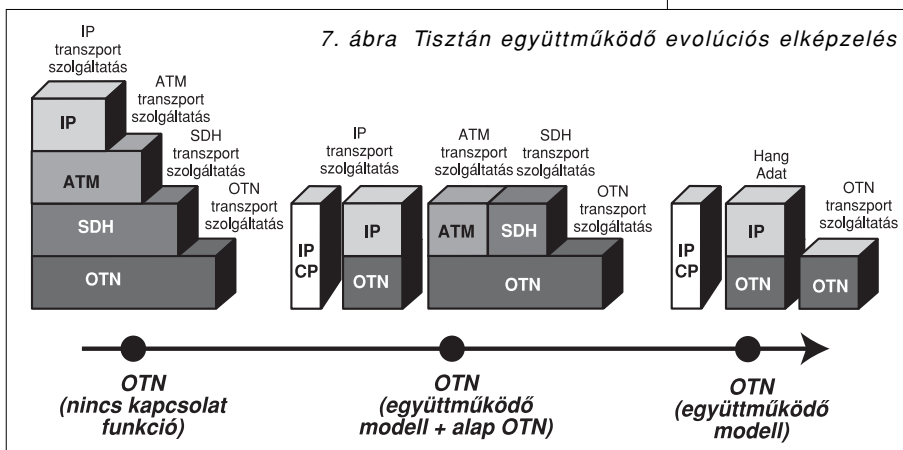 7. ábra Tisztán együttműködő evolúciós elképzelés
IP
transzport
szolgáltatás
ATM
transzport
szolgáltatás
SDH
transzport
szolgáltatás
OTN
transzport
szolgáltatás
IP
ATM
SDH
OTN
IP
transzport
szolgáltatás
ATM
transzport
szolgáltatás
SDH
transzport
szolgáltatás
OTN
transzport
szolgáltatás
IP
CP
IP
OTN
ATM
SDH
OTN
Hang
Adat
OTN
transzport
szolgáltatás
IP
CP
IP
OTN
OTN
OTN
(nincs kapcsolat
funkció)
OTN
(együttműködő
modell + alap OTN)
OTN
(együttműködő
modell)